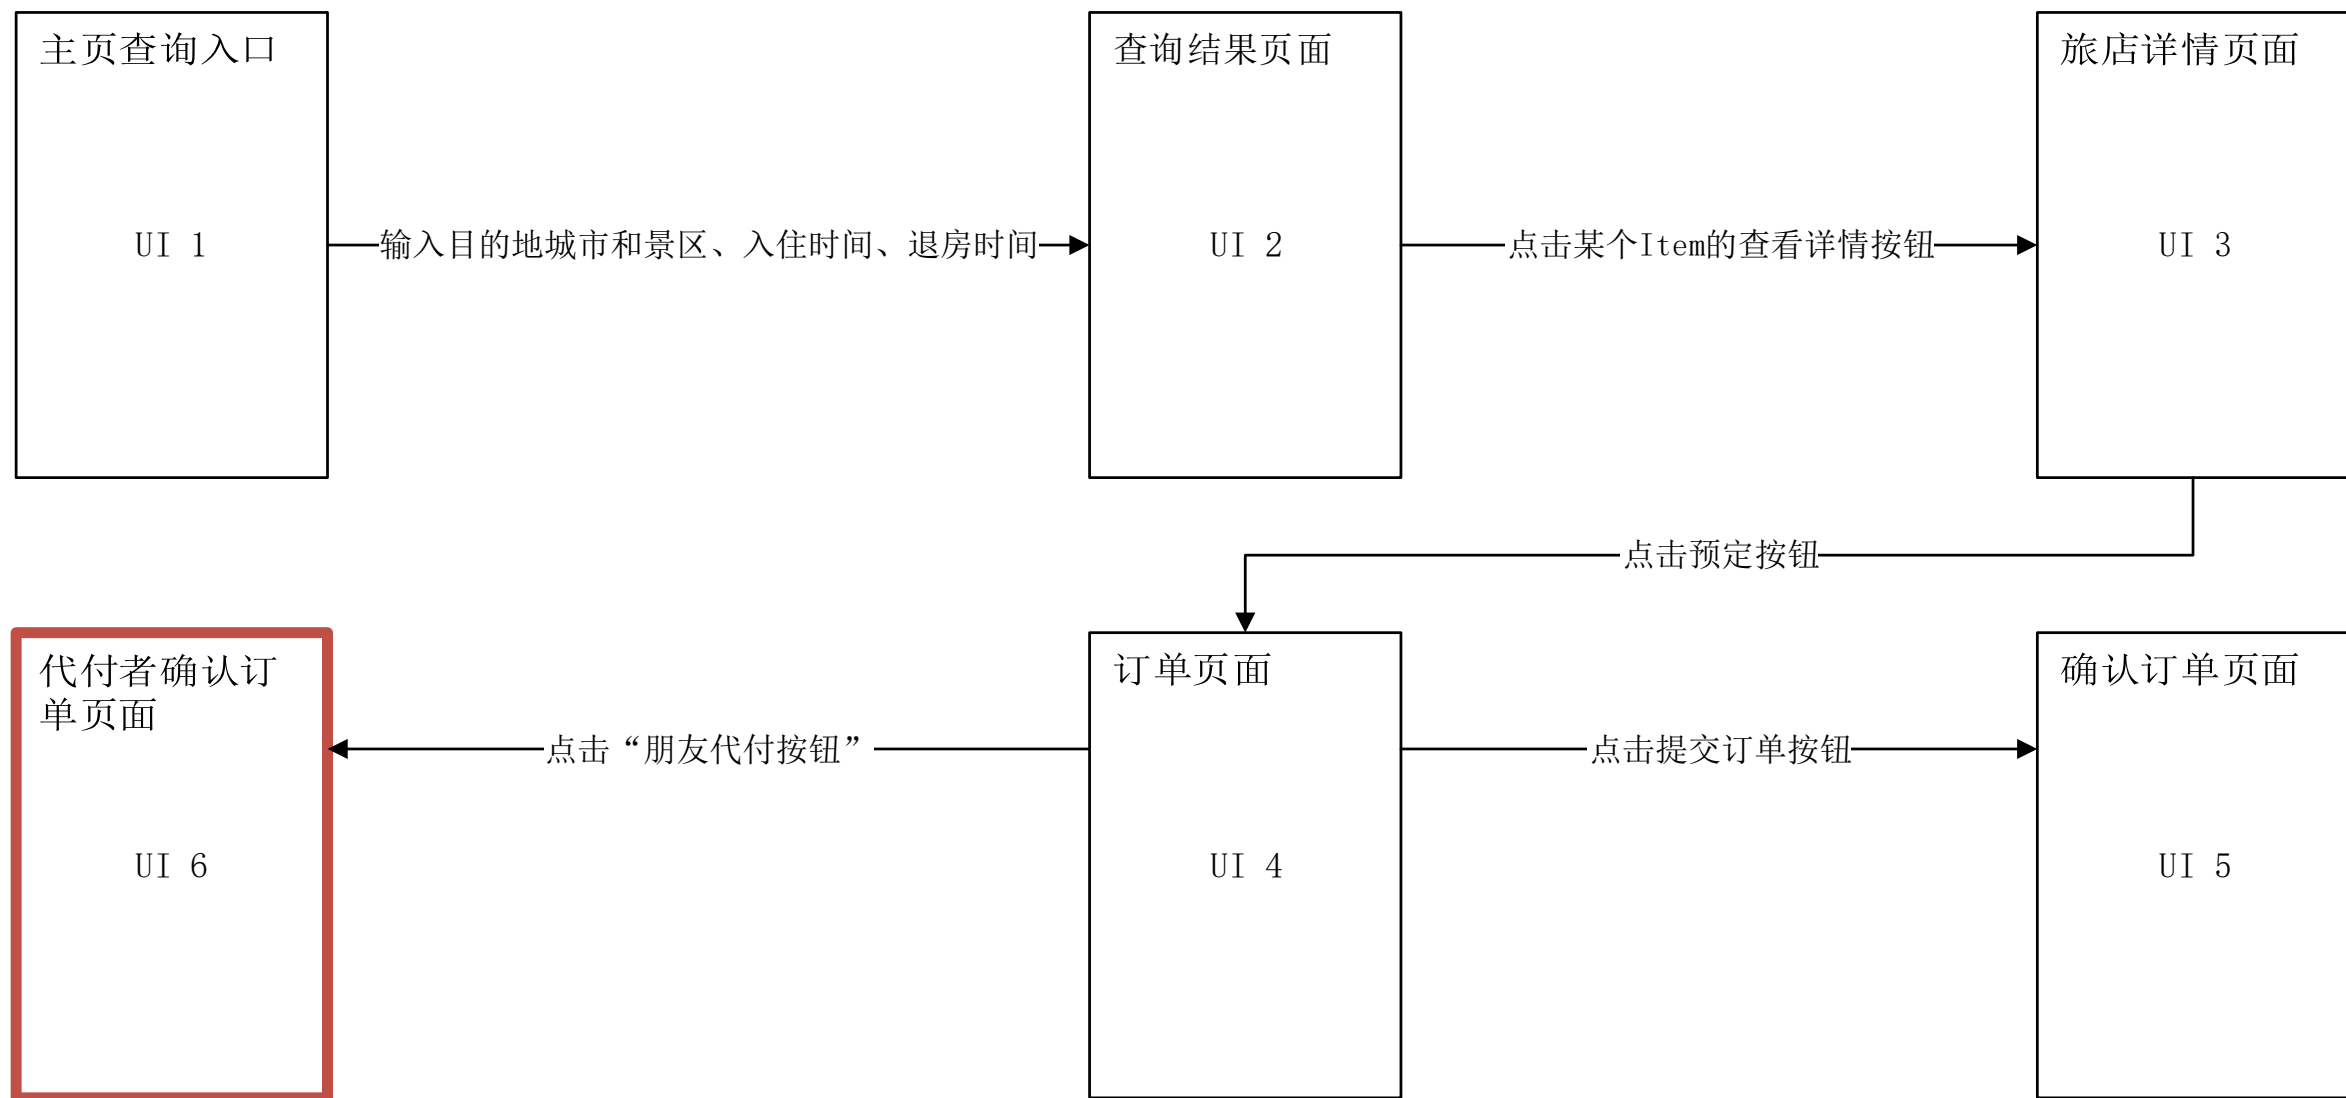 主页查询入口
UI 1
输入目的地城市和景区、入住时间、退房时间
查询结果页面
UI 2
点击某个Item的查看详情按钮
旅店详情页面
UI 3
点击预定按钮
代付者确认订
单页面
UI 6
点击“朋友代付按钮”
订单页面
UI 4
点击提交订单按钮
确认订单页面
UI 5